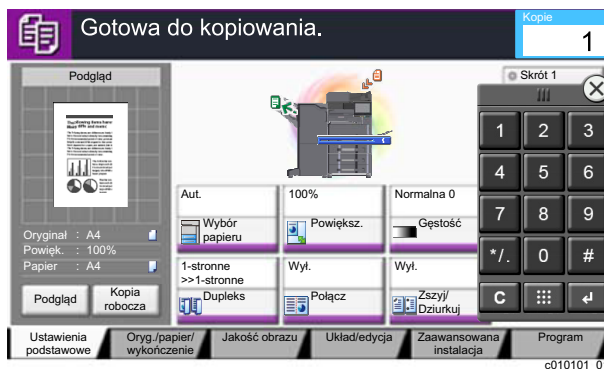 Gotowa do kopiowania.
Kopie
1
Podgląd
Skrót 1
Oryginał : A4
Powięk. : 100%
Papier : A4
Podgląd
Kopia
robocza
Aut.
Wybór
papieru
100%
Powiększ.
Normalna 0
Gęstość
1-stronne
>>1-stronne
Dupleks
Wył.
Połącz
Wył.
Zszyj/
Dziurkuj
1 2 3
4 5 6
7 8 9
*/. 0 #
C
Ustawienia
podstawowe
Oryg./papier/
wykończenie
Jakość obrazu
Układ/edycja
Zaawansowana
instalacja
Program
c010101_0